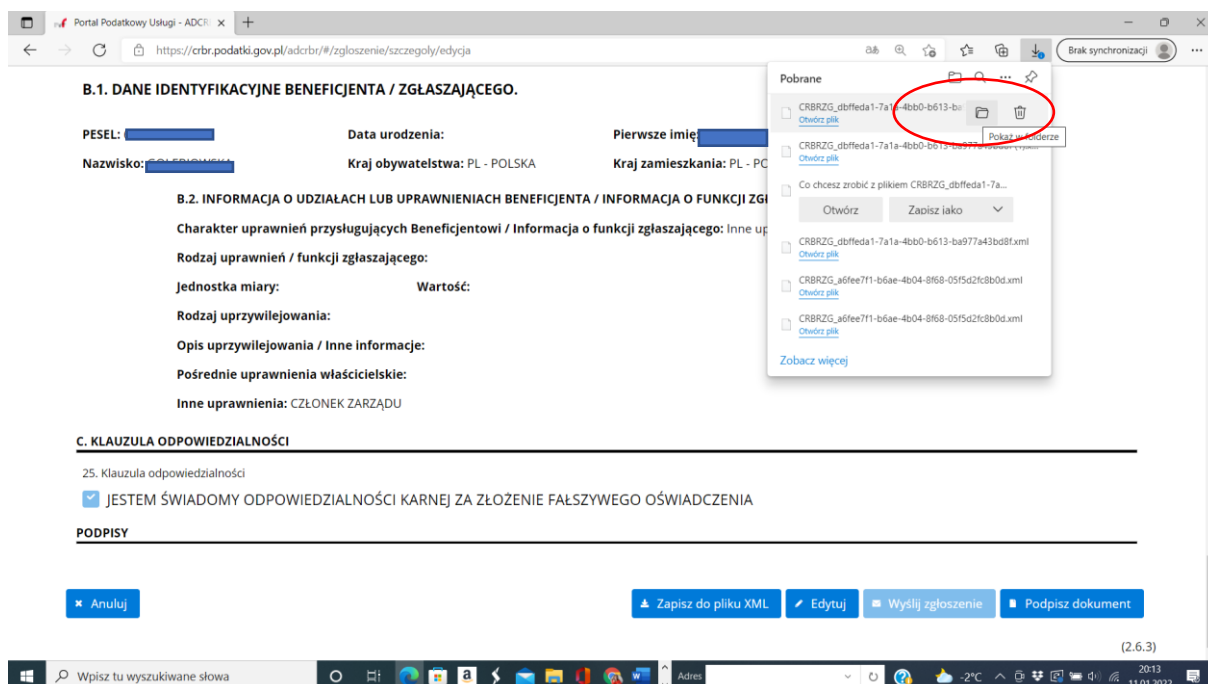 Portal Podatkowy Usługi - ADCR
https://crbr.podatki.gov.pl/adcrbr/#/zgloszenie/szczegoly/edycja
Brak synchronizacji
Pobrane
CRBRZG_dbffeda1-7a1a-4bb0-b613-ba
Otwórz plik
Pokaż w folderze
CRBRZG_dbffeda1-7a1a-4bb0-b613-ba977a43bd8f (1).x...
Otwórz plik
Co chcesz zrobić z plikiem CRBRZG_dbffeda1-7a...
Otwórz Zapisz jako
CRBRZG_dbffeda1-7a1a-4bb0-b613-ba977a43bd8f.xml
Otwórz plik
CRBRZG_a6fee7f1-b6ae-4b04-8f68-05f5d2fc8b0d.xml
Otwórz plik
CRBRZG_a6fee7f1-b6ae-4b04-8f68-05f5d2fc8b0d.xml
Otwórz plik
Zobacz więcej
B.1. DANE IDENTYFIKACYJNE BENEFICJENTA / ZGŁASZAJĄCEGO.
PESEL: Data urodzenia: Pierwsze imię:
Nazwisko: Kraj obywatelstwa: PL - POLSKA Kraj zamieszkania: PL - PO
B.2. INFORMACJA O UDZIAŁACH LUB UPRAWNIENIACH BENEFICJENTA / INFORMACJA O FUNKCJI ZGŁ
Charakter uprawnień przysługujących Beneficjentowi / Informacja o funkcji zgłaszającego: Inne up
Rodzaj uprawnień / funkcji zgłaszającego:
Jednostka miary: Wartość:
Rodzaj uprzywilejowania:
Opis uprzywilejowania / Inne informacje:
Pośrednie uprawnienia właścicielskie:
Inne uprawnienia: CZŁONEK ZARZĄDU
C. KLAUZULA ODPOWIEDZIALNOŚCI
25. Klauzula odpowiedzialności
JESTEM ŚWIADOMY ODPOWIEDZIALNOŚCI KARNEJ ZA ZŁOŻENIE FAŁSZYWEGO OŚWIADCZENIA
PODPISY
Anuluj Zapisz do pliku XML Edytuj Wyślij zgłoszenie Podpisz dokument
(2.6.3)
Wpisz tu wyszukiwane słowa Adres -2°C 20:13
11.01.2022